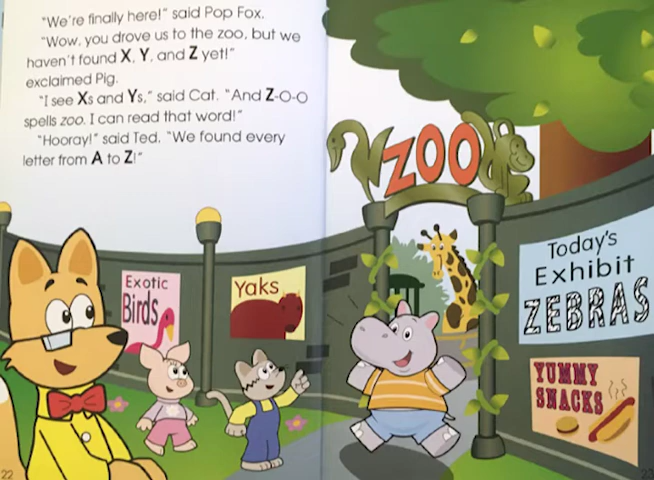 "We're finally here!" said Pop Fox.
"Wow, you drove us to the zoo, but we
haven't found X, Y, and Z yet!"
exclaimed Pig.
"I see Xs and Ys," said Cat. "And Z-O-O
spells zoo. I can read that word!"
"Hooray!" said Ted. "We found every
letter from A to Z!"
ZOO
Exotic
Birds
Yaks
Today's
Exhibit
ZEBRAS
YUMMY
SNACKS
22
23